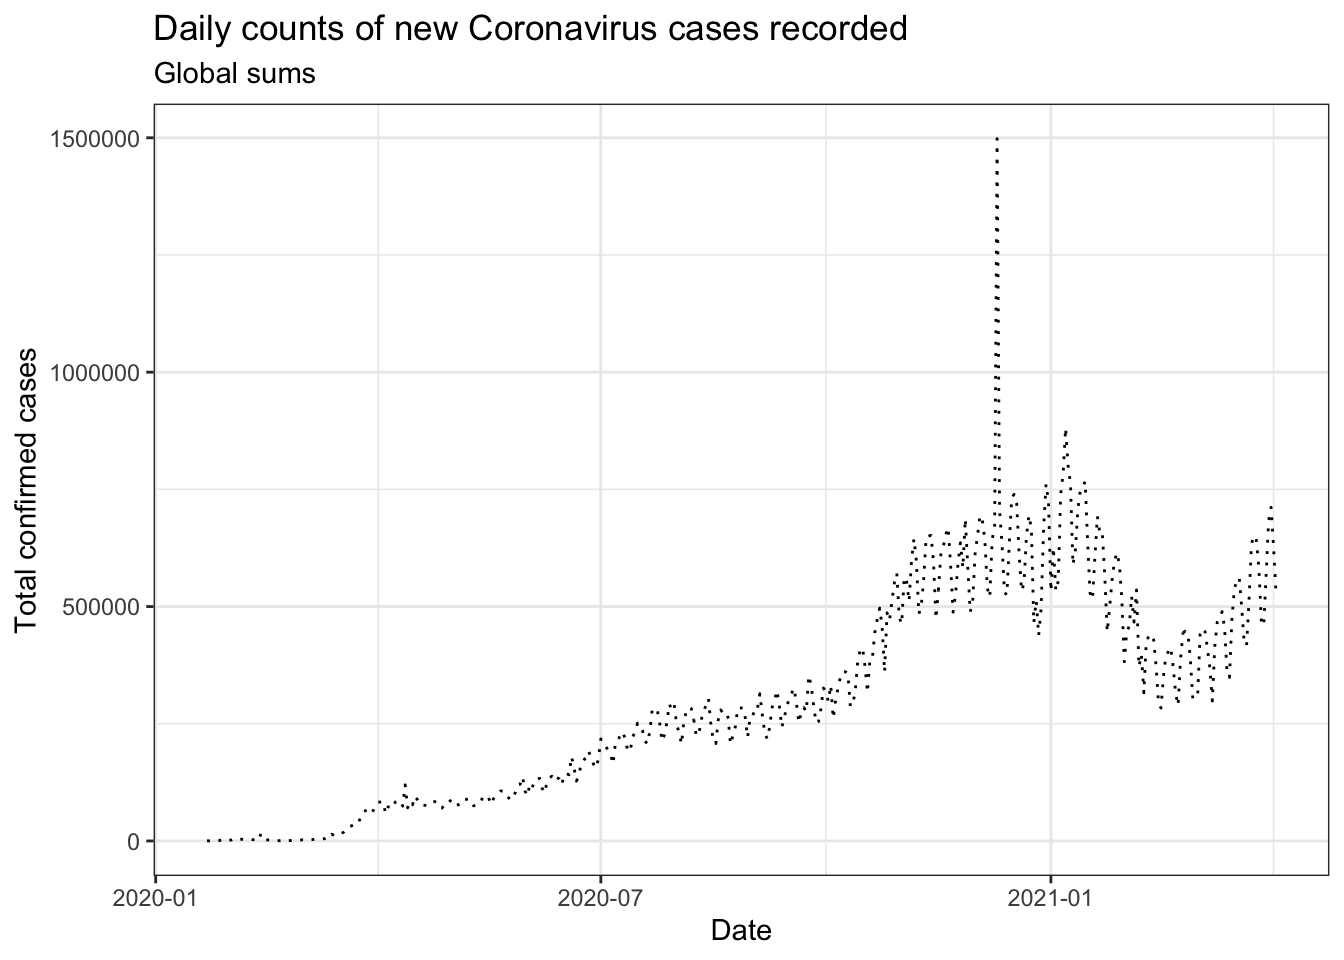 Daily counts of new Coronavirus cases recorded
Global sums
Total confirmed cases
1500000
1000000
500000
0
2020-01
2020-07
2021-01
Date